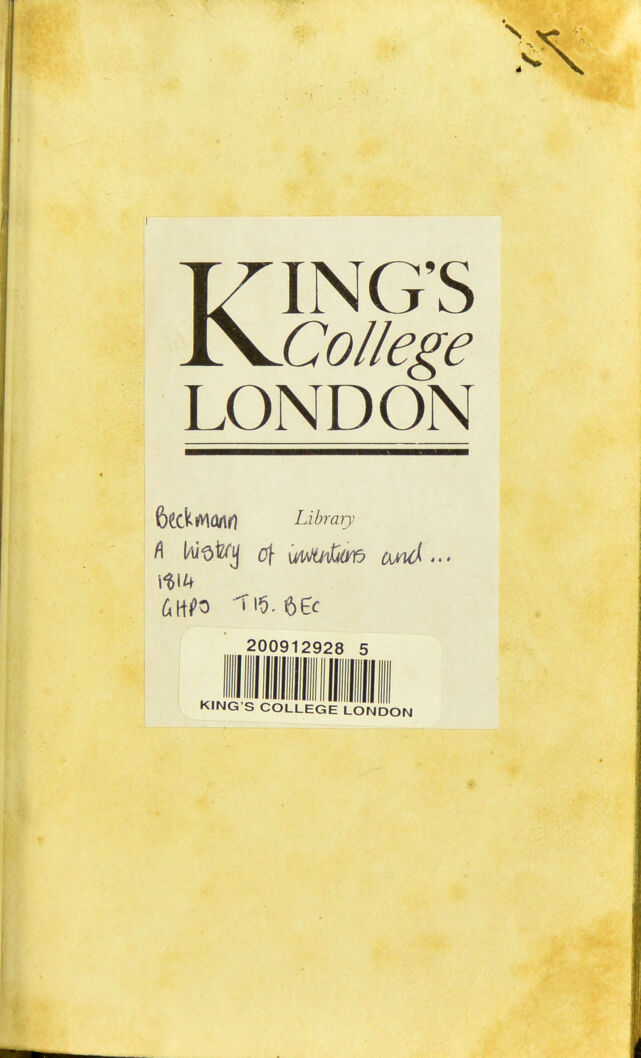 KING'S
College
LONDON
Beckmann Library
A history of inventions and ...
1814
GHPO T15. BEC
200912928 5
KING'S COLLEGE LONDON